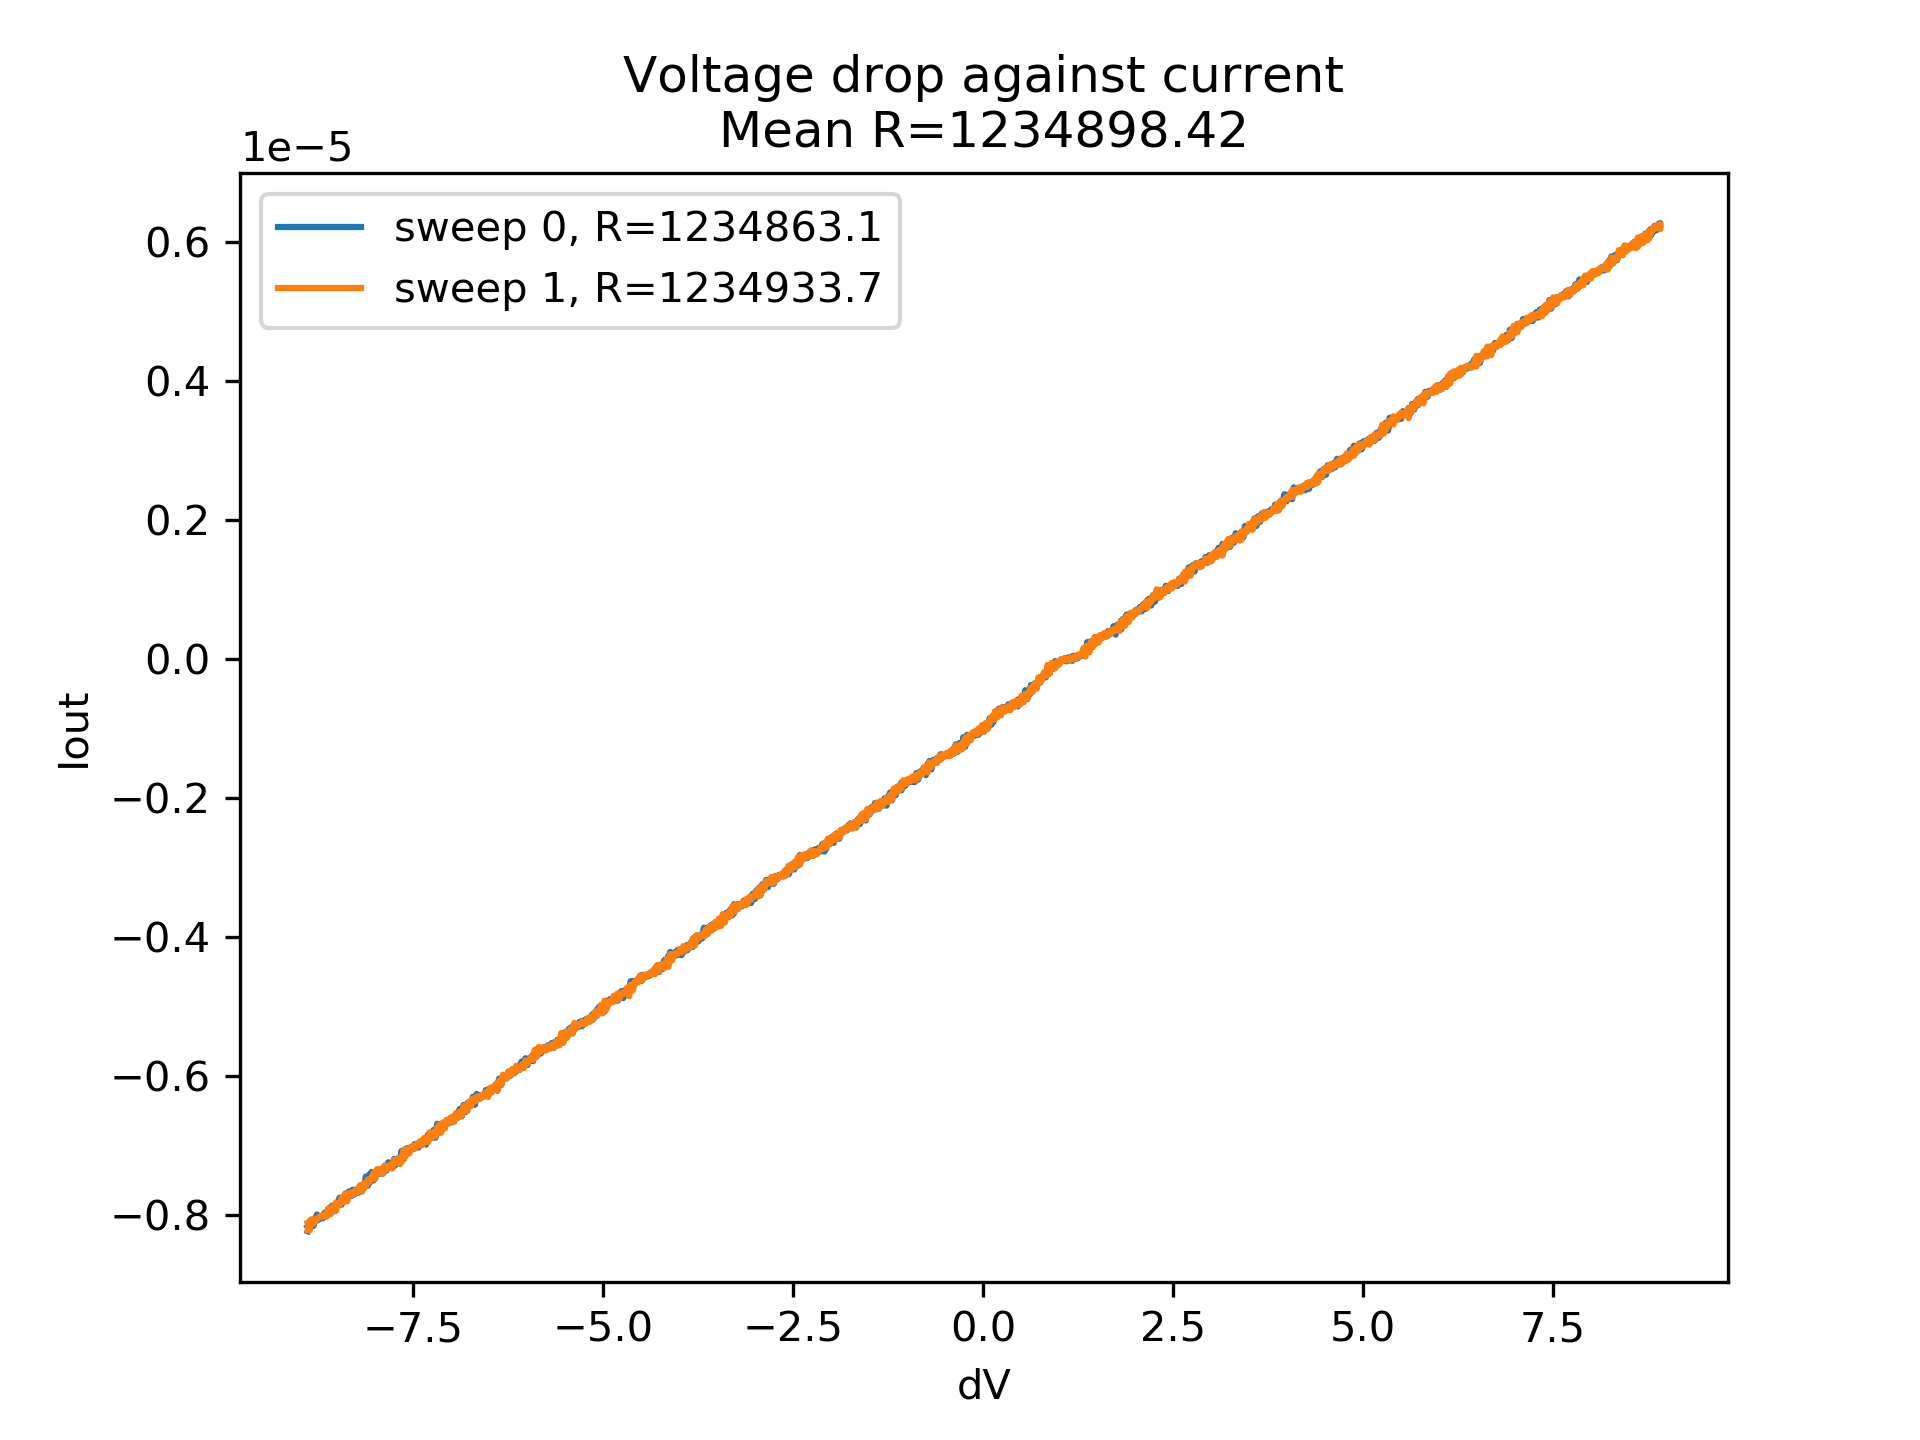 Voltage drop against current
Mean R=1234898.42
1e−5
sweep 0, R=1234863.1
sweep 1, R=1234933.7
0.6
0.4
0.2
0.0
−0.2
−0.4
−0.6
−0.8
Iout
−7.5 −5.0 −2.5 0.0 2.5 5.0 7.5
dV